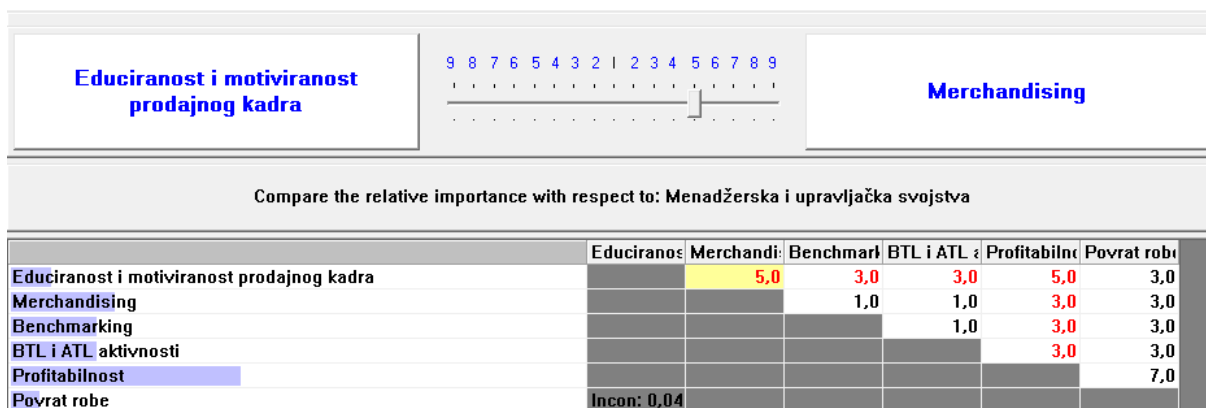 Educiranost i motiviranost
prodajnog kadra
9 8 7 6 5 4 3 2 1 2 3 4 5 6 7 8 9
Merchandising
Compare the relative importance with respect to: Menadžerska i upravljačka svojstva
Educiranos Merchandi Benchmark BTL i ATL a Profitabilno Povrat robe
Educiranost i motiviranost prodajnog kadra 5,0 3,0 3,0 5,0 3,0
Merchandising 1,0 1,0 3,0 3,0
Benchmarking 1,0 3,0 3,0
BTL i ATL aktivnosti 3,0 3,0
Profitabilnost 7,0
Povrat robe Incon: 0,04